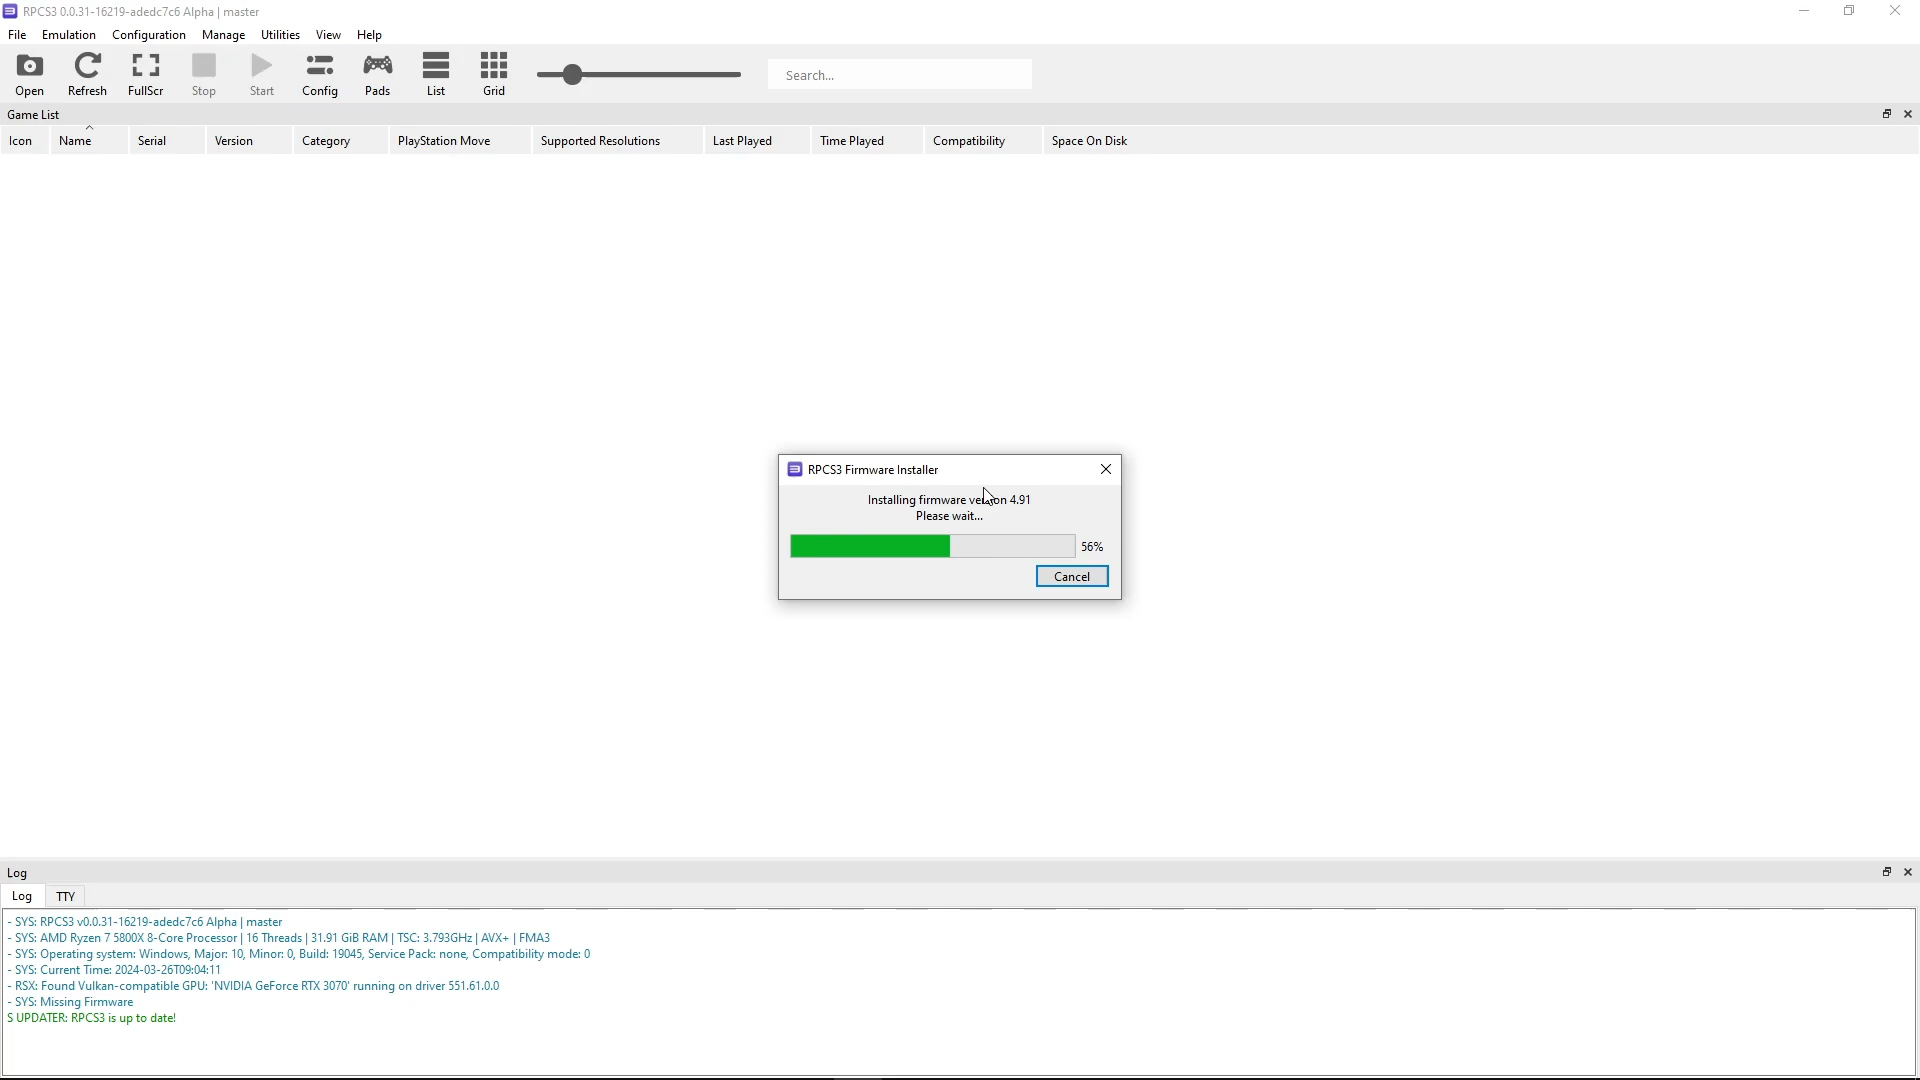 RPCS3 0.0.31-16219-adedc7c6 Alpha | master
File Emulation Configuration Manage Utilities View Help
Open Refresh FullScr Stop Start Config Pads List Grid Search...
Game List
Icon Name Serial Version Category PlayStation Move Supported Resolutions Last Played Time Played Compatibility Space On Disk
RPCS3 Firmware Installer
Installing firmware version 4.91
Please wait...
56%
Cancel
Log
Log TTY
- SYS: RPCS3 v0.0.31-16219-adedc7c6 Alpha | master
- SYS: AMD Ryzen 7 5800X 8-Core Processor | 16 Threads | 31.91 GiB RAM | TSC: 3.793GHz | AVX+ | FMA3
- SYS: Operating system: Windows, Major: 10, Minor: 0, Build: 19045, Service Pack: none, Compatibility mode: 0
- SYS: Current Time: 2024-03-26T09:04:11
- RSX: Found Vulkan-compatible GPU: 'NVIDIA GeForce RTX 3070' running on driver 551.61.0.0
- SYS: Missing Firmware
S UPDATER: RPCS3 is up to date!